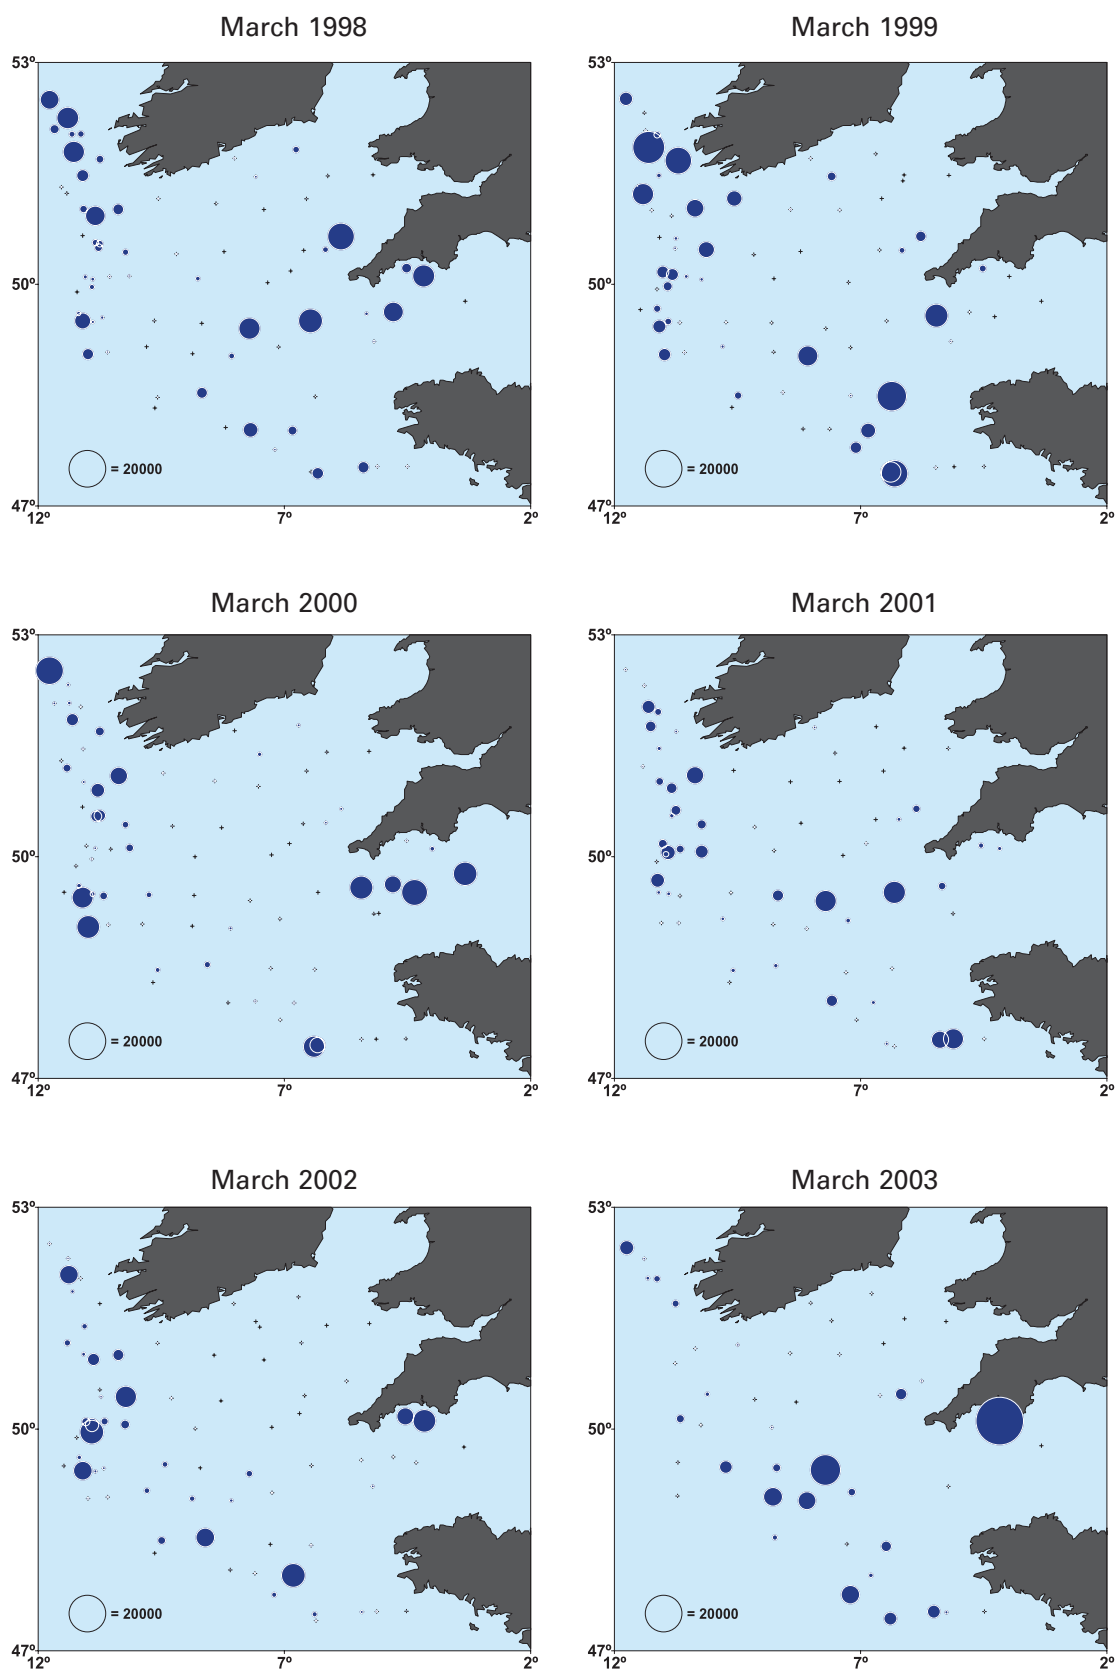 March 1998
March 1999
53º
53º
50º
50º
= 20000
= 20000
47º
47º
12º
7º
2º
12º
7º
2º
March 2000
March 2001
53º
53º
50º
50º
= 20000
= 20000
47º
47º
12º
7º
2º
12º
7º
2º
March 2002
March 2003
53º
53º
50º
50º
= 20000
= 20000
47º
47º
12º
7º
2º
12º
7º
2º